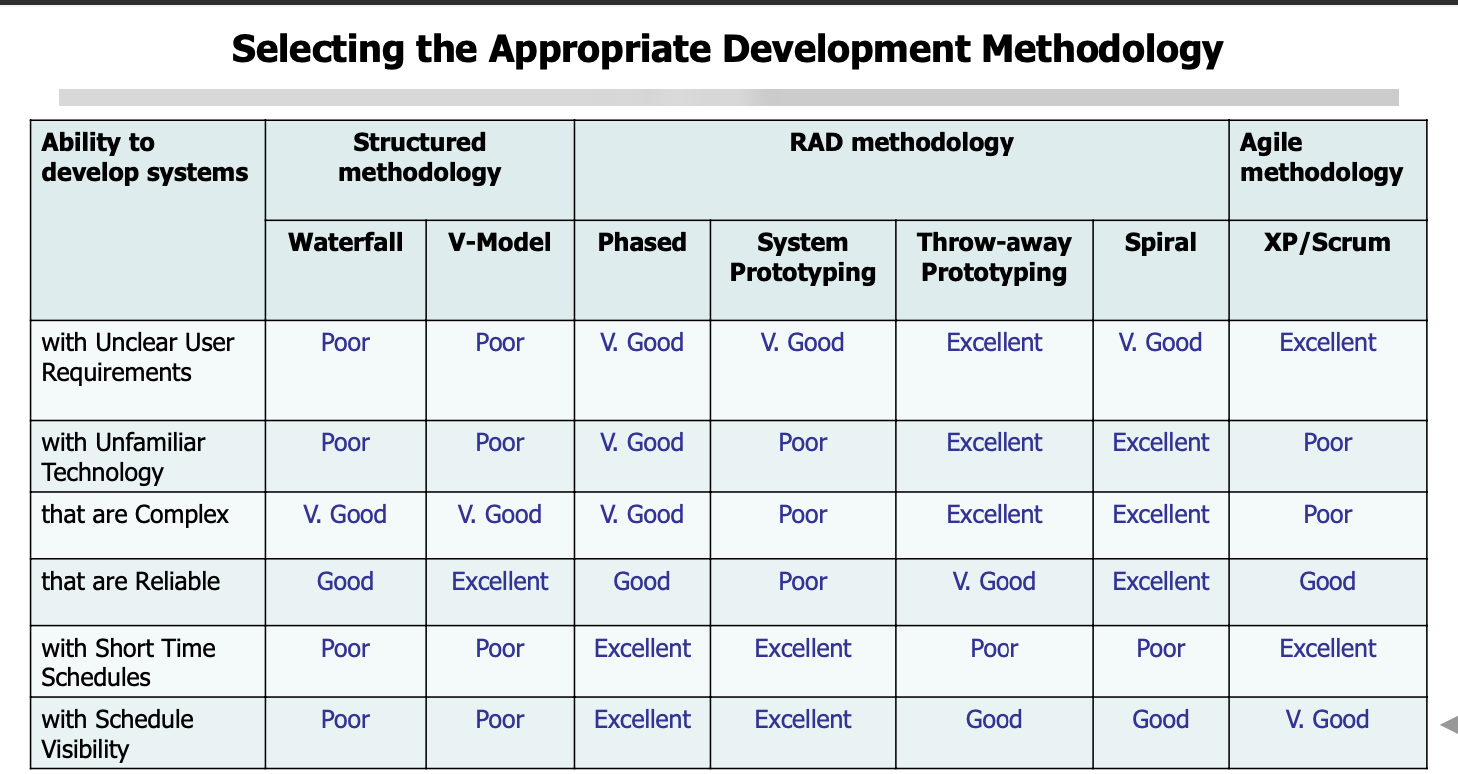 Selecting the Appropriate Development Methodology
Ability to
develop systems
Structured
methodology
RAD methodology
Agile
methodology
Waterfall
V-Model
Phased
System
Prototyping
Throw-away
Prototyping
Spiral
XP/Scrum
with Unclear User
Requirements
Poor
Poor
V. Good
V. Good
Excellent
V. Good
Excellent
with Unfamiliar
Technology
Poor
Poor
V. Good
Poor
Excellent
Excellent
Poor
that are Complex
V. Good
V. Good
V. Good
Poor
Excellent
Excellent
Poor
that are Reliable
Good
Excellent
Good
Poor
V. Good
Excellent
Good
with Short Time
Schedules
Poor
Poor
Excellent
Excellent
Poor
Poor
Excellent
with Schedule
Visibility
Poor
Poor
Excellent
Excellent
Good
Good
V. Good